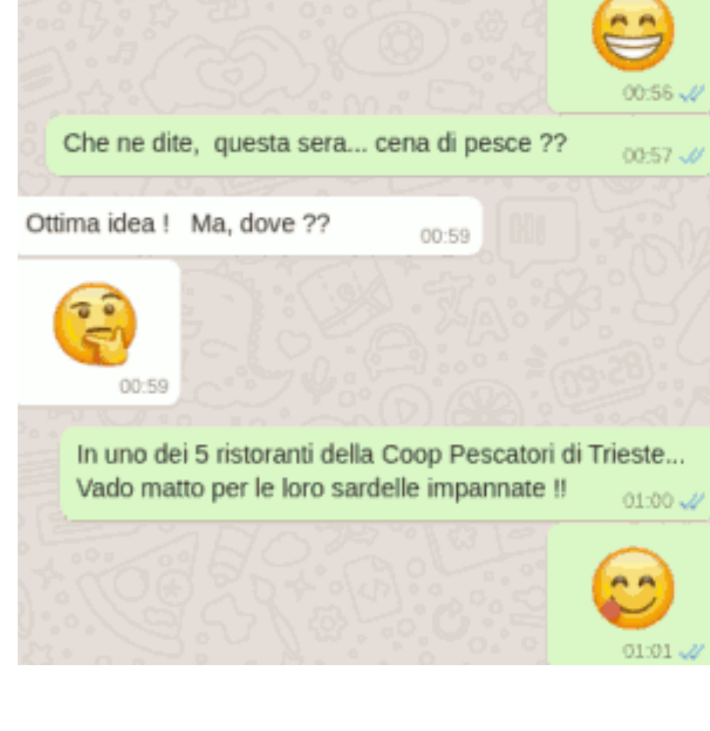 00:56
Che ne dite, questa sera... cena di pesce ??
00:57
Ottima idea ! Ma, dove ??
00:59
00:59
In uno dei 5 ristoranti della Coop Pescatori di Trieste...
Vado matto per le loro sardelle impannate !!
01:00
01:01